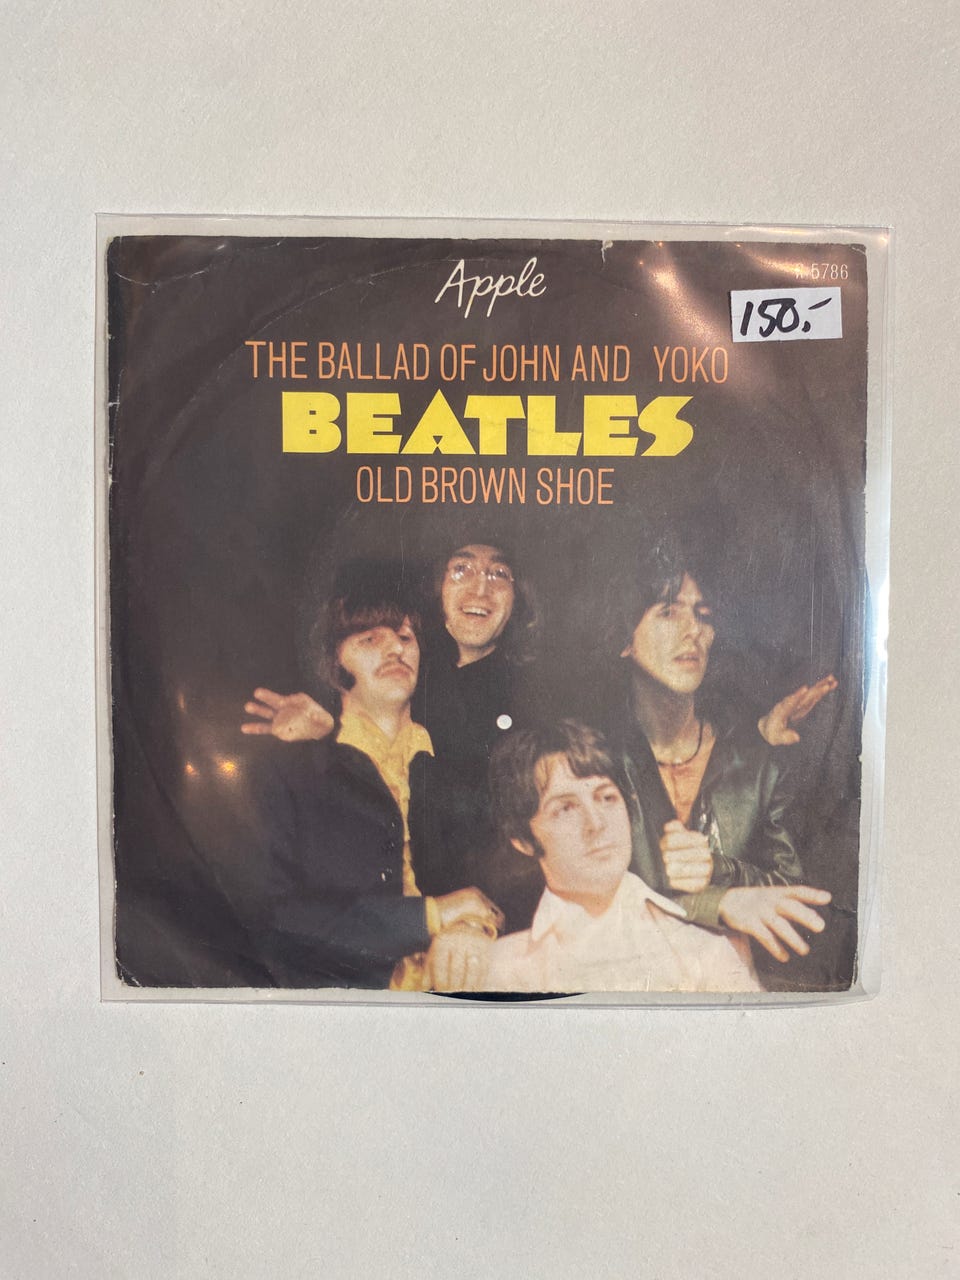 Apple
R 5786
150.-
THE BALLAD OF JOHN AND YOKO
BEATLES
OLD BROWN SHOE